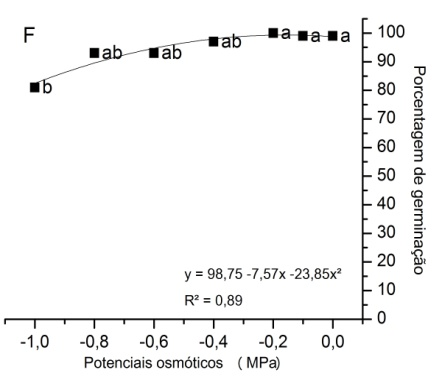 F
b
ab
ab
ab
a
a
a
100
90
80
70
60
50
40
30
20
10
0
Porcentagem de germinação
y = 98,75 -7,57x -23,85x²
R² = 0,89
-1,0 -0,8 -0,6 -0,4 -0,2 0,0
Potenciais osmóticos ( MPa)